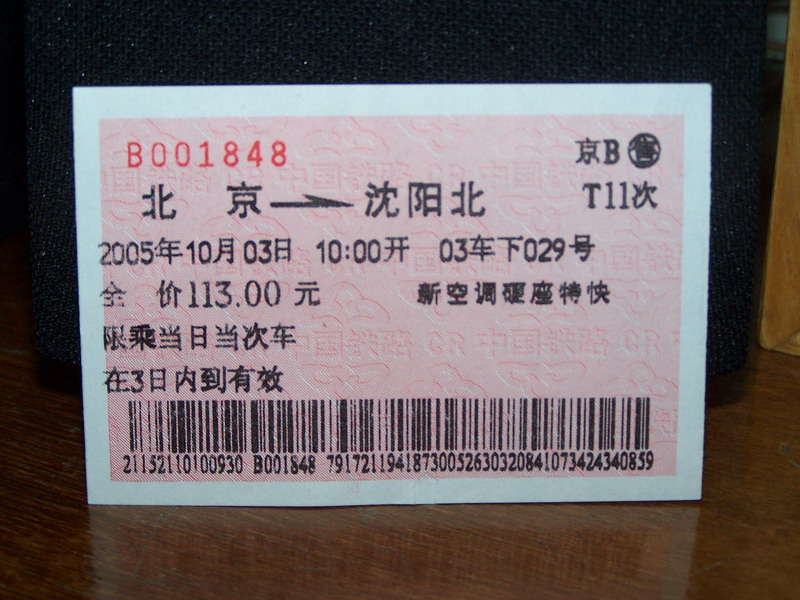 B001848 京B售
北 京 沈阳北 T11次
2005年10月03日 10:00开 03车下029号
全 价113.00 元 新空调硬座特快
限乘当日当次车
在3日内到有效
21152110100930 B001848 79172119418730052630320841073424340859